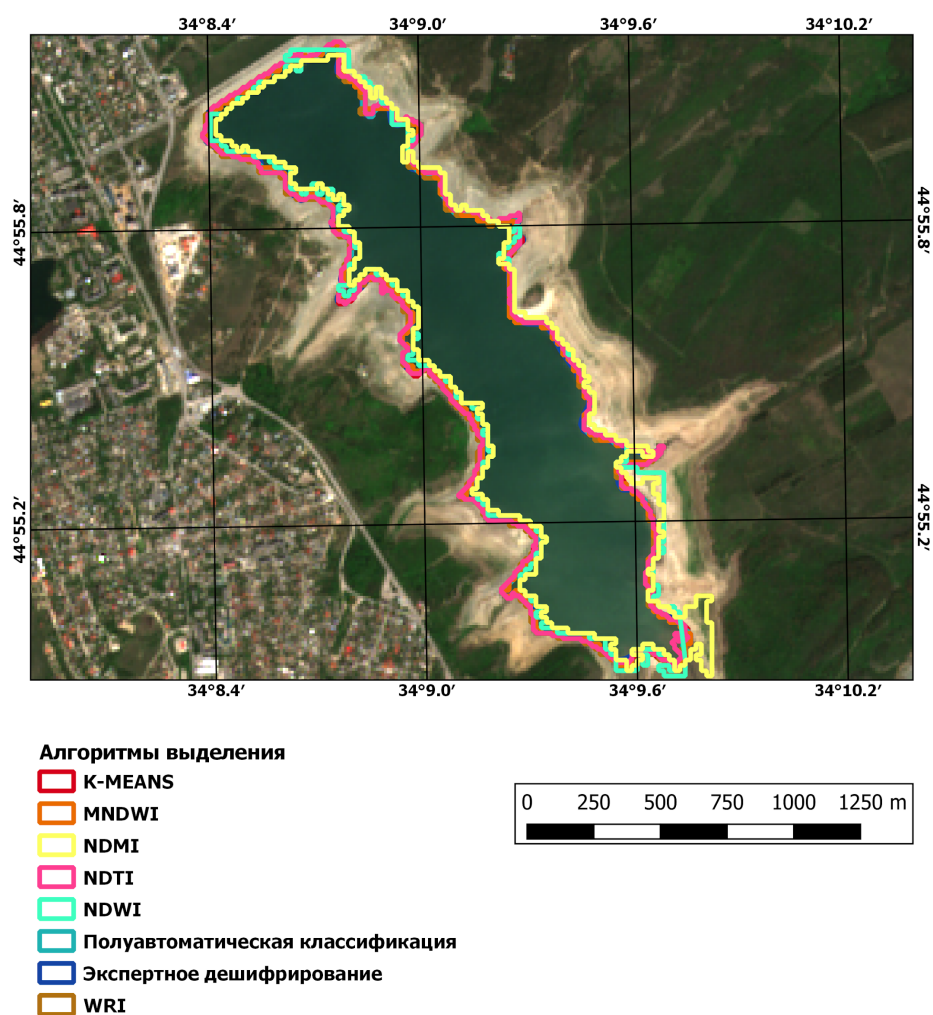 34°8.4′ 34°9.0′ 34°9.6′ 34°10.2′
44°55.8′ 44°55.8′
44°55.2′ 44°55.2′
34°8.4′ 34°9.0′ 34°9.6′ 34°10.2′
Алгоритмы выделения
K-MEANS
MNDWI
NDMI
NDTI
NDWI
Полуавтоматическая классификация
Экспертное дешифрирование
WRI
0 250 500 750 1000 1250 m